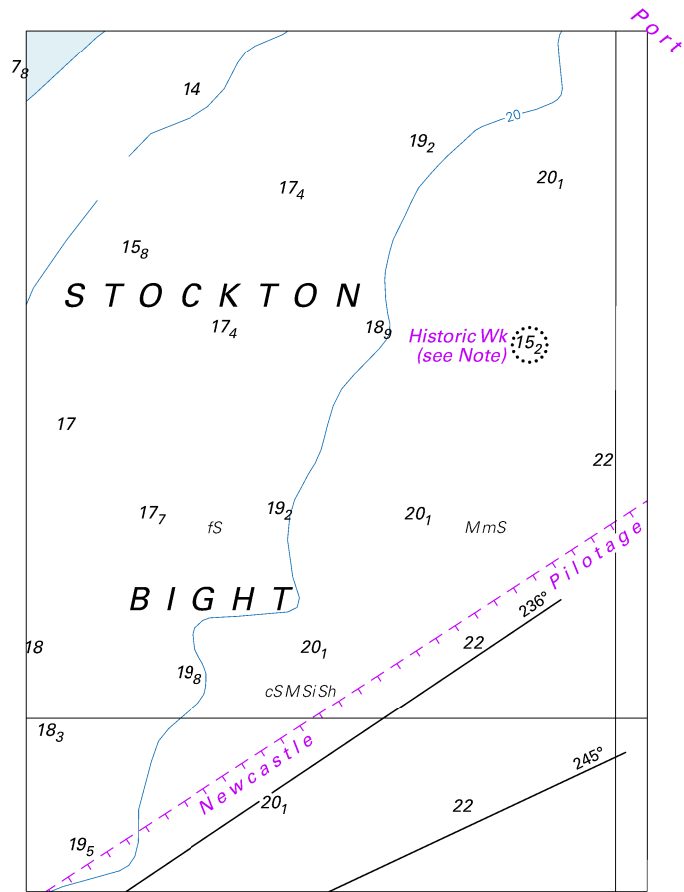 Port
7₈
14
20
19₂
17₄
20₁
15₈
STOCKTON
17₄
18₉
Historic Wk
(see Note)
15₂
17
22
17₇
fS
19₂
20₁
MmS
Pilotage
BIGHT
236°
18
20₁
22
19₈
cSMSiSh
18₃
Newcastle
245°
20₁
22
19₅